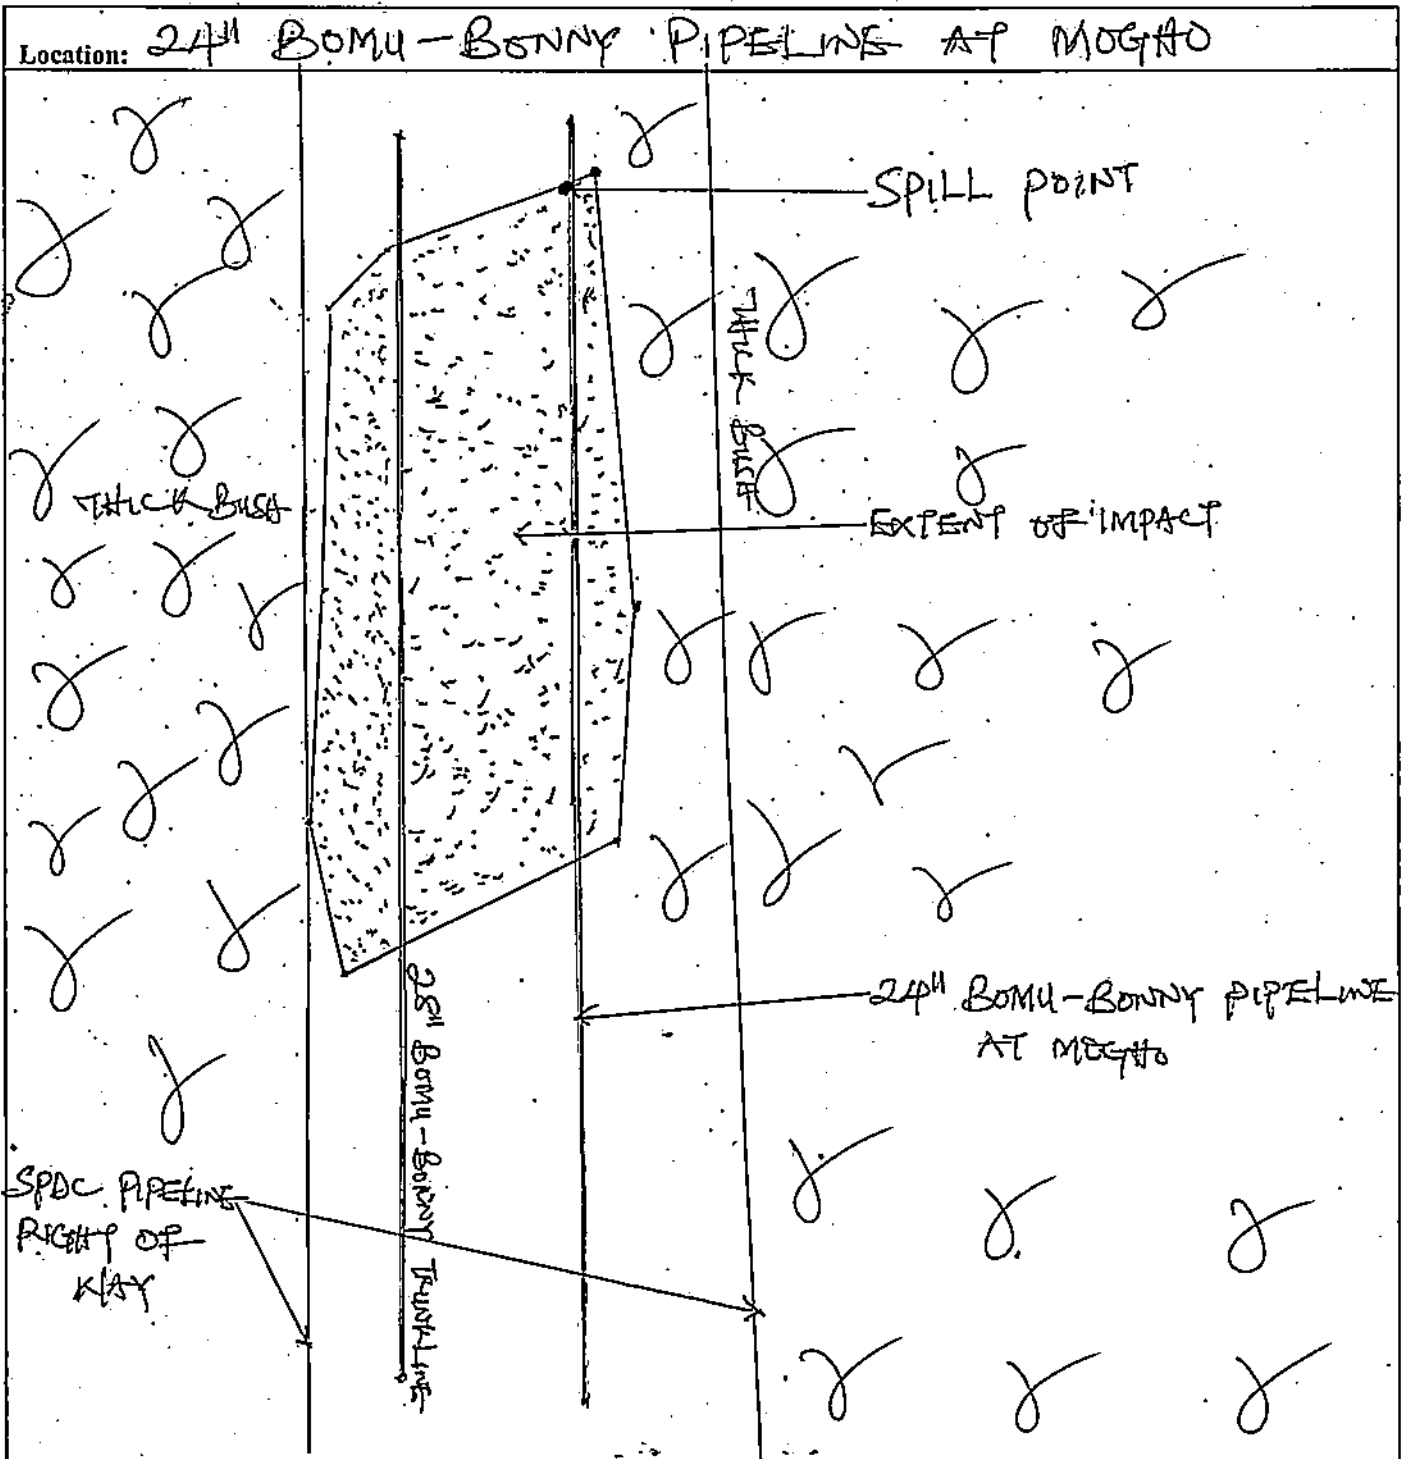 Location: 24" BOMU-BONNY PIPELINE AT MOGHO
SPILL POINT
THICK BUSH
THICK BUSH
EXTENT OF IMPACT
24" BOMU-BONNY PIPELINE
AT MOGHO
28" BOMU-BONNY TRUNKLINE
SPDC PIPELINE
RIGHT OF
WAY